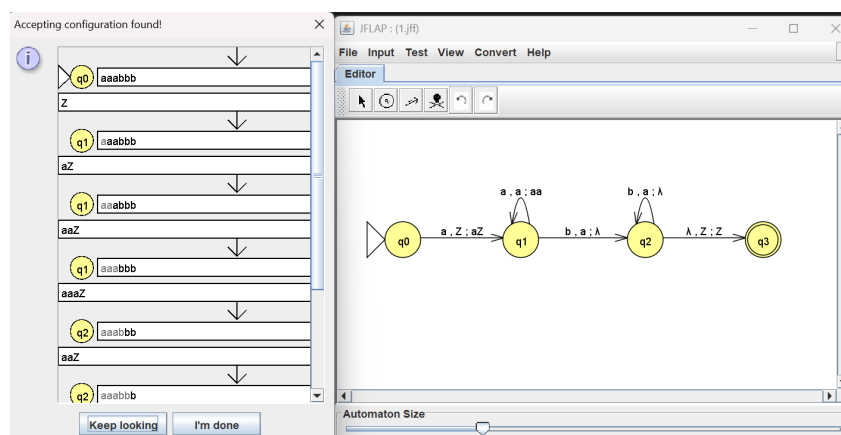 Accepting configuration found!
q0 aaabbb
Z
q1 aaabbb
aZ
q1 aaabbb
aaZ
q1 aaabbb
aaaZ
q2 aaabbb
aaZ
q2 aaabbb
Keep looking
I'm done
JFLAP : (1.jff)
File Input Test View Convert Help
Editor
a , a ; aa
b , a ; λ
q0
a , Z ; aZ
q1
b , a ; λ
q2
λ , Z ; Z
q3
Automaton Size